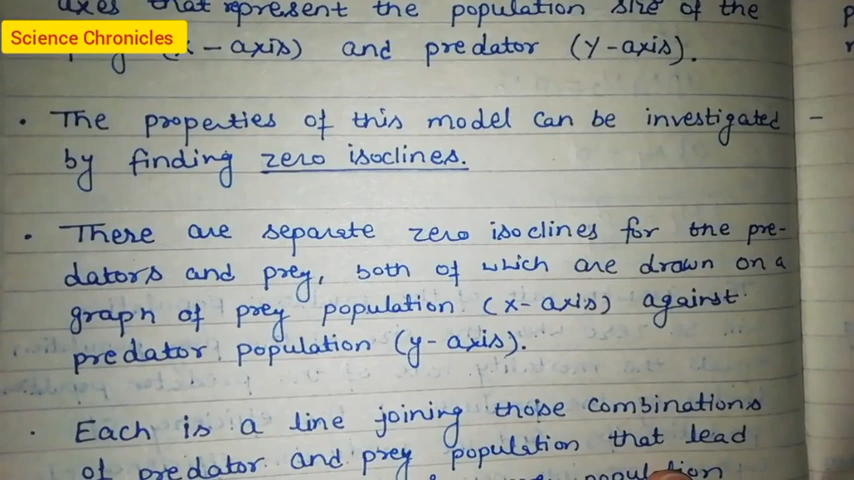 axes that represent the population size of the
Science Chronicles
(x-axis) and predator (Y-axis).
• The properties of this model can be investigated -
by finding zero isoclines.
• There are separate zero isoclines for the pre-
dators and prey, both of which are drawn on a
graph of prey population (x-axis) against
predator population (y-axis).
• Each is a line joining those combinations
of predator and prey population that lead
population